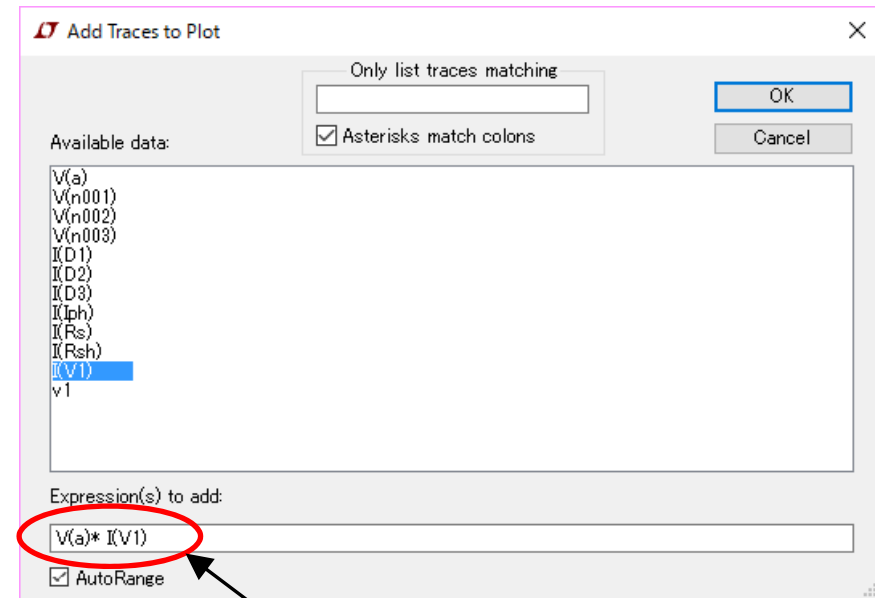 Add Traces to Plot
Only list traces matching
OK
Asterisks match colons
Cancel
Available data:
V(a)
V(n001)
V(n002)
V(n003)
I(D1)
I(D2)
I(D3)
I(Iph)
I(Rs)
I(Rsh)
I(V1)
v1
Expression(s) to add:
V(a)* I(V1)
AutoRange